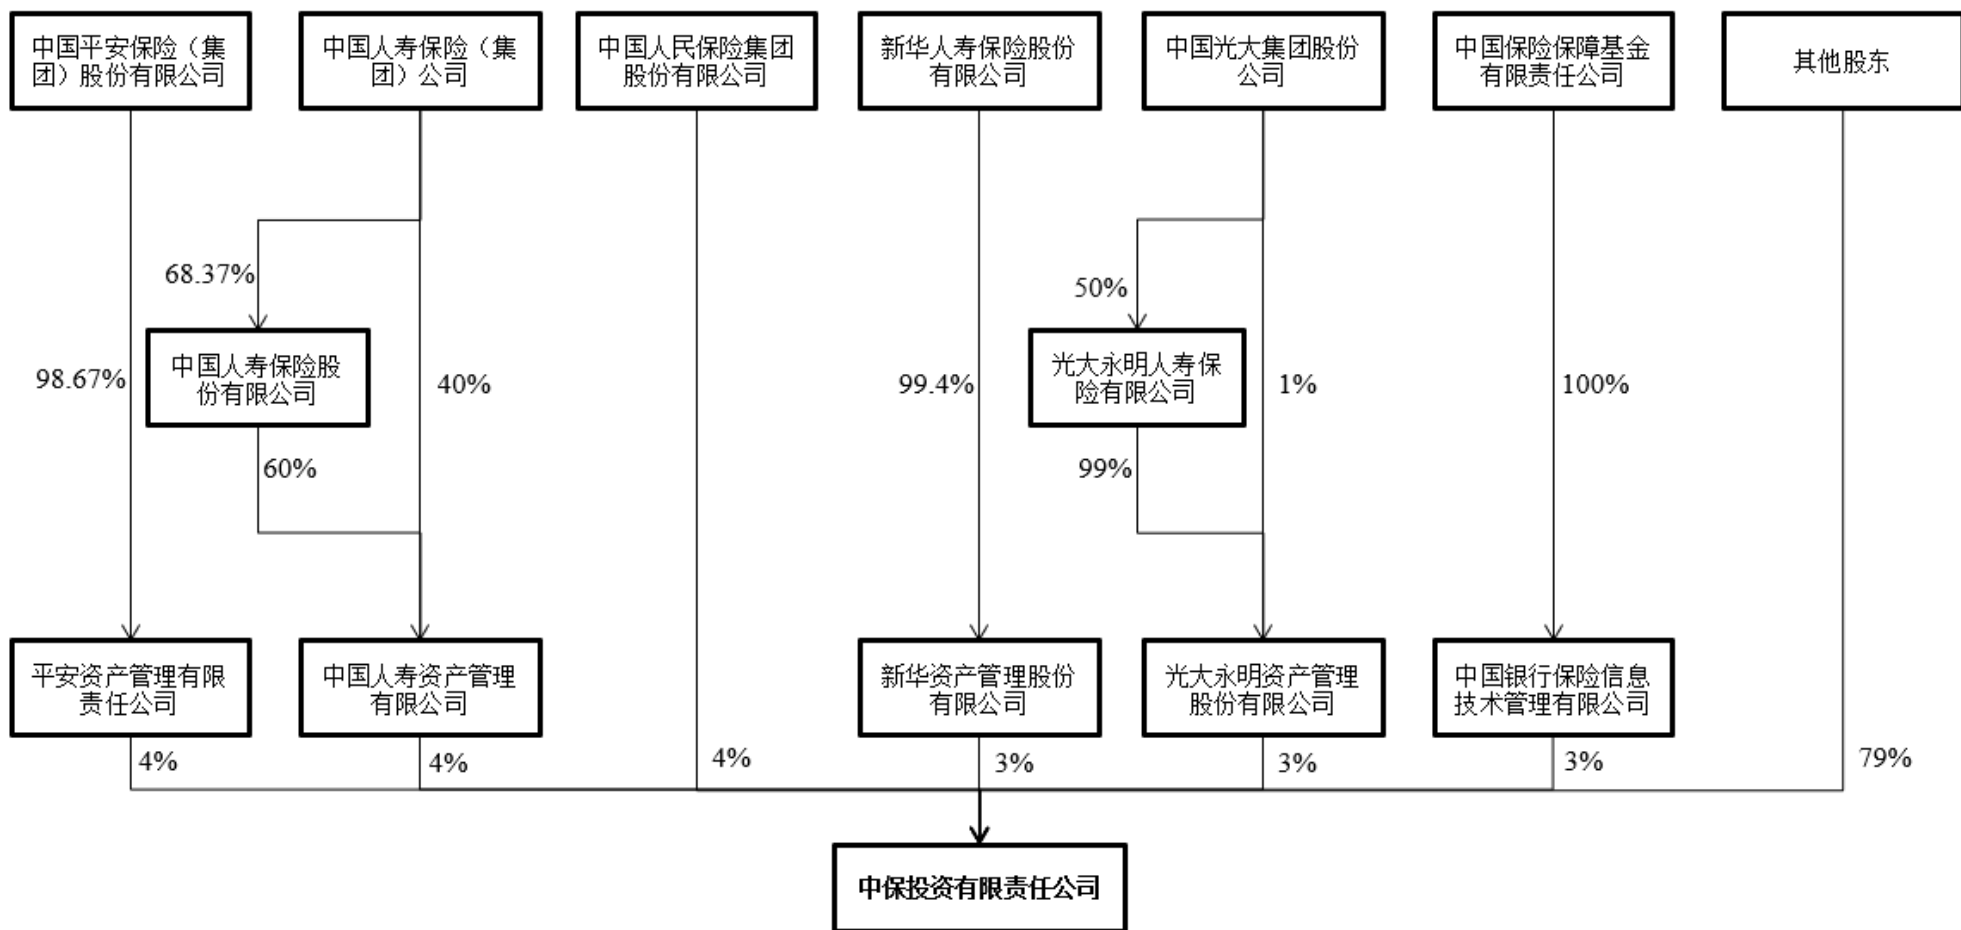 中国平安保险（集
团）股份有限公司
中国人寿保险（集
团）公司
中国人民保险集团
股份有限公司
新华人寿保险股份
有限公司
中国光大集团股份
公司
中国保险保障基金
有限责任公司
其他股东
68.37%
50%
98.67%
中国人寿保险股
份有限公司
40%
99.4%
光大永明人寿保
险有限公司
1%
100%
60%
99%
平安资产管理有限
责任公司
中国人寿资产管理
有限公司
新华资产管理股份
有限公司
光大永明资产管理
股份有限公司
中国银行保险信息
技术管理有限公司
4%
4%
4%
3%
3%
3%
79%
中保投资有限责任公司